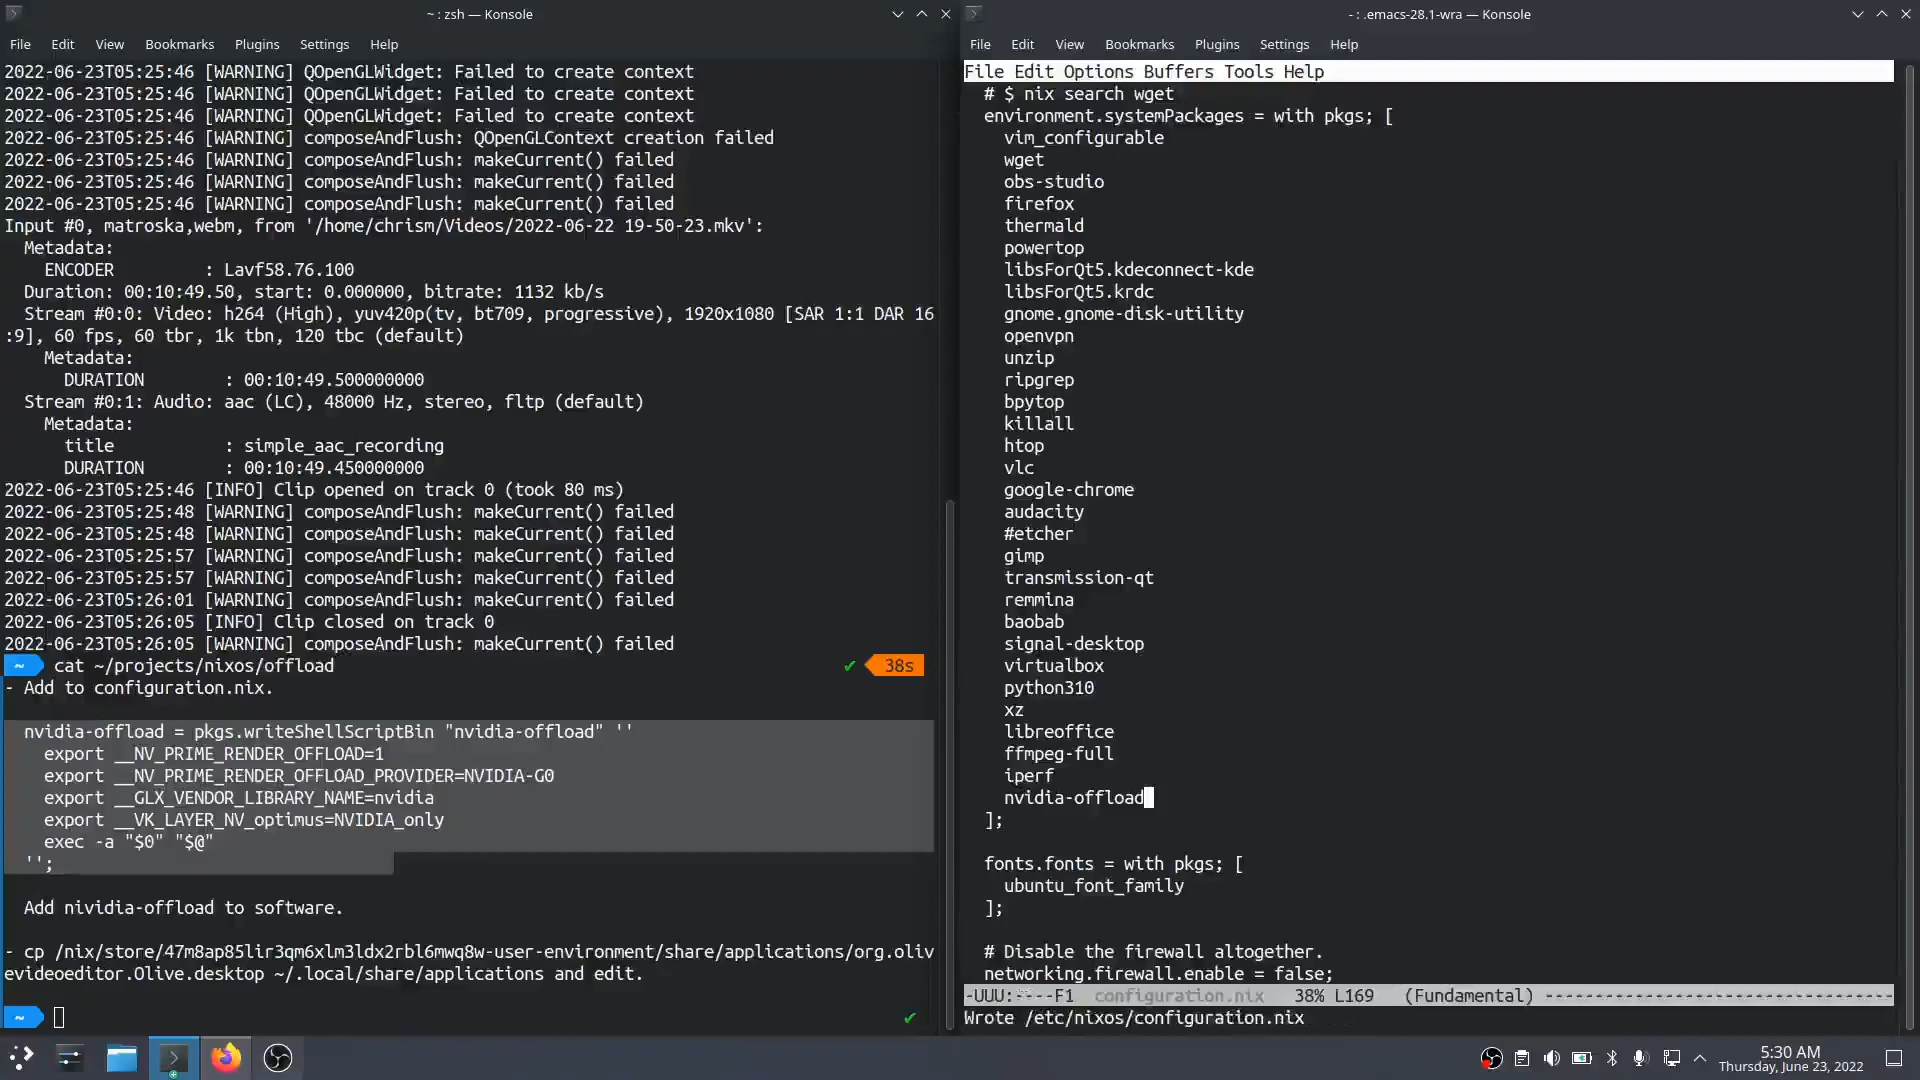 ~ : zsh — Konsole
File Edit View Bookmarks Plugins Settings Help
2022-06-23T05:25:46 [WARNING] QOpenGLWidget: Failed to create context
2022-06-23T05:25:46 [WARNING] QOpenGLWidget: Failed to create context
2022-06-23T05:25:46 [WARNING] QOpenGLWidget: Failed to create context
2022-06-23T05:25:46 [WARNING] composeAndFlush: QOpenGLContext creation failed
2022-06-23T05:25:46 [WARNING] composeAndFlush: makeCurrent() failed
2022-06-23T05:25:46 [WARNING] composeAndFlush: makeCurrent() failed
2022-06-23T05:25:46 [WARNING] composeAndFlush: makeCurrent() failed
Input #0, matroska,webm, from '/home/chrism/Videos/2022-06-22 19-50-23.mkv':
Metadata:
ENCODER : Lavf58.76.100
Duration: 00:10:49.50, start: 0.000000, bitrate: 1132 kb/s
Stream #0:0: Video: h264 (High), yuv420p(tv, bt709, progressive), 1920x1080 [SAR 1:1 DAR 16
:9], 60 fps, 60 tbr, 1k tbn, 120 tbc (default)
Metadata:
DURATION : 00:10:49.500000000
Stream #0:1: Audio: aac (LC), 48000 Hz, stereo, fltp (default)
Metadata:
title : simple_aac_recording
DURATION : 00:10:49.450000000
2022-06-23T05:25:46 [INFO] Clip opened on track 0 (took 80 ms)
2022-06-23T05:25:48 [WARNING] composeAndFlush: makeCurrent() failed
2022-06-23T05:25:48 [WARNING] composeAndFlush: makeCurrent() failed
2022-06-23T05:25:57 [WARNING] composeAndFlush: makeCurrent() failed
2022-06-23T05:25:57 [WARNING] composeAndFlush: makeCurrent() failed
2022-06-23T05:26:01 [WARNING] composeAndFlush: makeCurrent() failed
2022-06-23T05:26:05 [INFO] Clip closed on track 0
2022-06-23T05:26:05 [WARNING] composeAndFlush: makeCurrent() failed
~ cat ~/projects/nixos/offload ✔ 38s
- Add to configuration.nix.
nvidia-offload = pkgs.writeShellScriptBin "nvidia-offload" ''
export __NV_PRIME_RENDER_OFFLOAD=1
export __NV_PRIME_RENDER_OFFLOAD_PROVIDER=NVIDIA-G0
export __GLX_VENDOR_LIBRARY_NAME=nvidia
export __VK_LAYER_NV_optimus=NVIDIA_only
exec -a "$0" "$@"
'';
Add nividia-offload to software.
- cp /nix/store/47m8ap85lir3qm6xlm3ldx2rbl6mwq8w-user-environment/share/applications/org.oliv
evideoeditor.Olive.desktop ~/.local/share/applications and edit.
~ ✔
- : .emacs-28.1-wra — Konsole
File Edit View Bookmarks Plugins Settings Help
File Edit Options Buffers Tools Help
# $ nix search wget
environment.systemPackages = with pkgs; [
vim_configurable
wget
obs-studio
firefox
thermald
powertop
libsForQt5.kdeconnect-kde
libsForQt5.krdc
gnome.gnome-disk-utility
openvpn
unzip
ripgrep
bpytop
killall
htop
vlc
google-chrome
audacity
#etcher
gimp
transmission-qt
remmina
baobab
signal-desktop
virtualbox
python310
xz
libreoffice
ffmpeg-full
iperf
nvidia-offload
];
fonts.fonts = with pkgs; [
ubuntu_font_family
];
# Disable the firewall altogether.
networking.firewall.enable = false;
-UUU:----F1 configuration.nix 38% L169 (Fundamental) -----------------------------------
Wrote /etc/nixos/configuration.nix
5:30 AM
Thursday, June 23, 2022